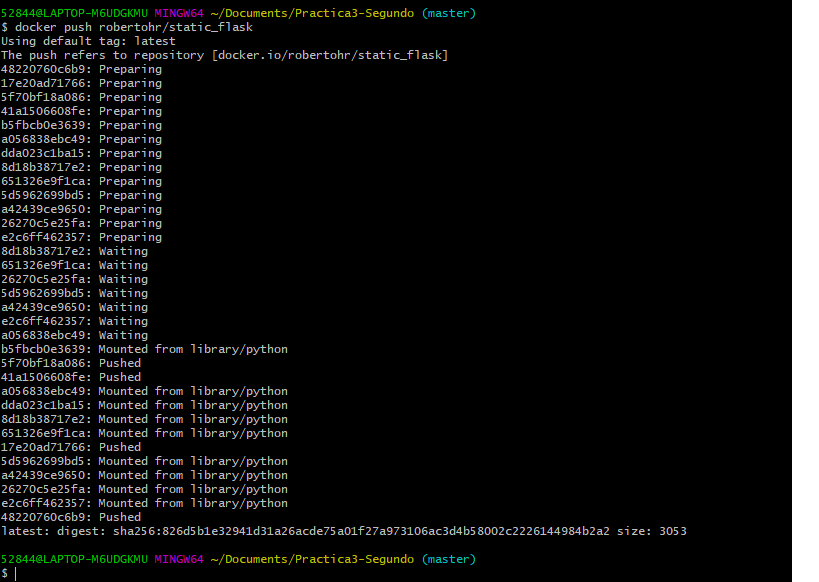 52844@LAPTOP-M6UDGKMU MINGW64 ~/Documents/Practica3-Segundo (master)
$ docker push robertohr/static_flask
Using default tag: latest
The push refers to repository [docker.io/robertohr/static_flask]
48220760c6b9: Preparing
17e20ad71766: Preparing
5f70bf18a086: Preparing
41a1506608fe: Preparing
b5fbcb0e3639: Preparing
a056838ebc49: Preparing
dda023c1ba15: Preparing
8d18b38717e2: Preparing
651326e9f1ca: Preparing
5d5962699bd5: Preparing
a42439ce9650: Preparing
26270c5e25fa: Preparing
e2c6ff462357: Preparing
8d18b38717e2: Waiting
651326e9f1ca: Waiting
26270c5e25fa: Waiting
5d5962699bd5: Waiting
a42439ce9650: Waiting
e2c6ff462357: Waiting
a056838ebc49: Waiting
b5fbcb0e3639: Mounted from library/python
5f70bf18a086: Pushed
41a1506608fe: Pushed
a056838ebc49: Mounted from library/python
dda023c1ba15: Mounted from library/python
8d18b38717e2: Mounted from library/python
651326e9f1ca: Mounted from library/python
17e20ad71766: Pushed
5d5962699bd5: Mounted from library/python
a42439ce9650: Mounted from library/python
26270c5e25fa: Mounted from library/python
e2c6ff462357: Mounted from library/python
48220760c6b9: Pushed
latest: digest: sha256:826d5b1e32941d31a26acde75a01f27a973106ac3d4b58002c2226144984b2a2 size: 3053
52844@LAPTOP-M6UDGKMU MINGW64 ~/Documents/Practica3-Segundo (master)
$